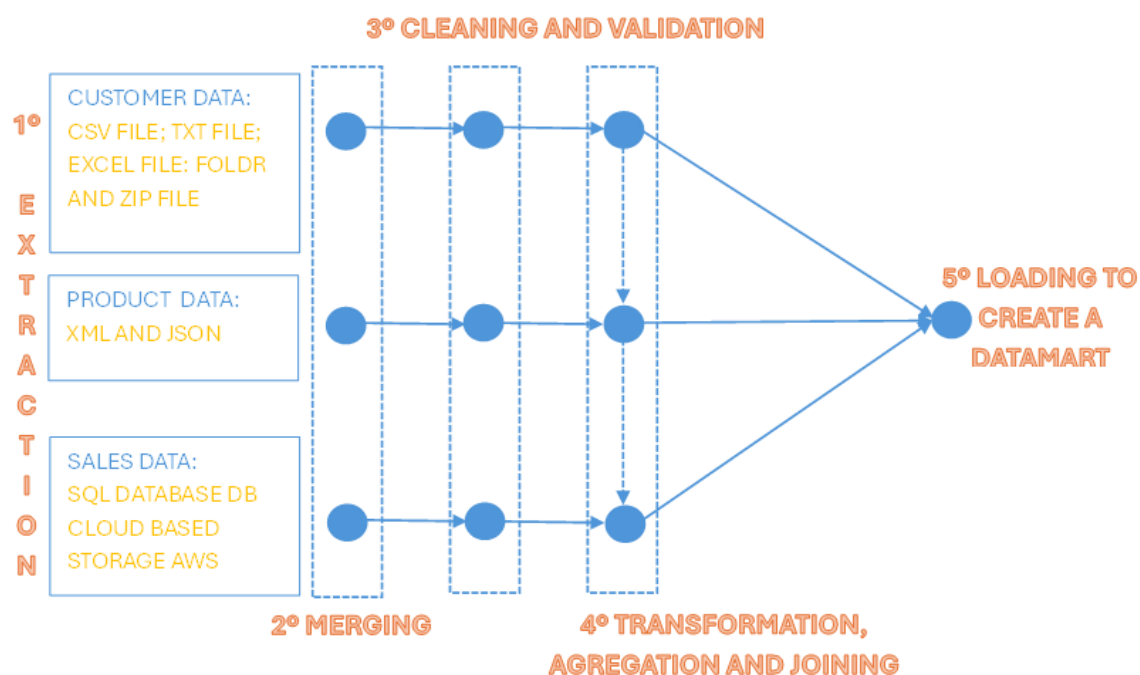 3º CLEANING AND VALIDATION
1º
EXTRACTION
CUSTOMER DATA:
CSV FILE; TXT FILE;
EXCEL FILE: FOLDR
AND ZIP FILE
PRODUCT DATA:
XML AND JSON
SALES DATA:
SQL DATABASE DB
CLOUD BASED
STORAGE AWS
5º LOADING TO
CREATE A
DATAMART
2º MERGING
4º TRANSFORMATION,
AGREGATION AND JOINING